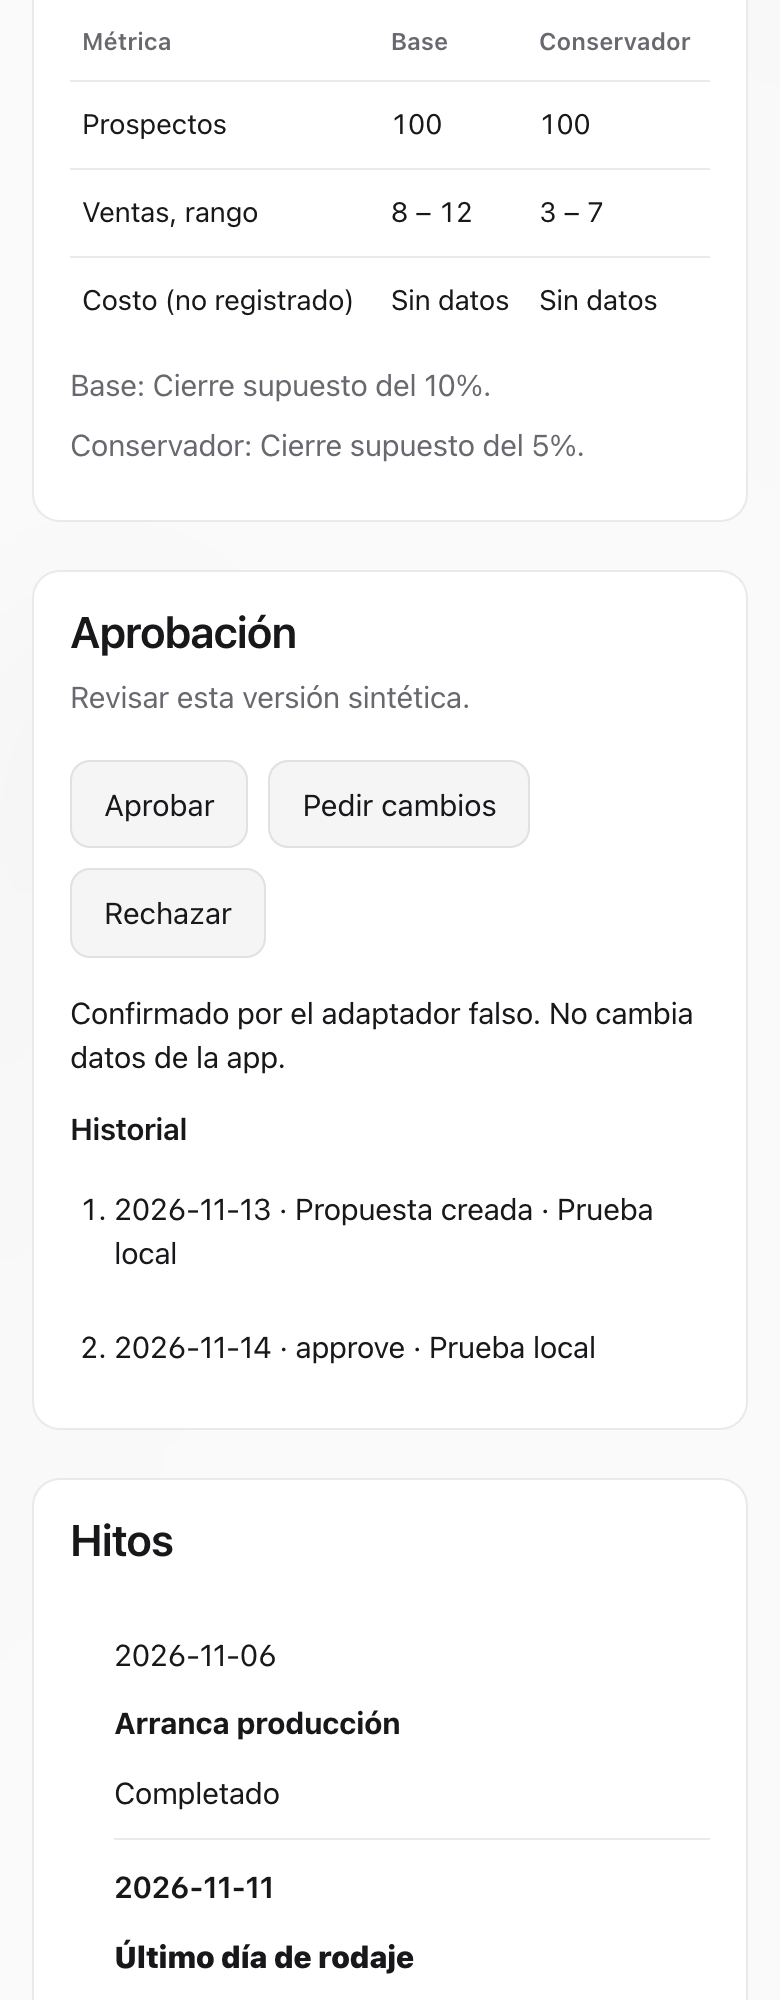 Métrica Base Conservador
Prospectos 100 100
Ventas, rango 8 – 12 3 – 7
Costo (no registrado) Sin datos Sin datos
Base: Cierre supuesto del 10%.
Conservador: Cierre supuesto del 5%.
Aprobación
Revisar esta versión sintética.
Aprobar Pedir cambios
Rechazar
Confirmado por el adaptador falso. No cambia
datos de la app.
Historial
1. 2026-11-13 · Propuesta creada · Prueba
local
2. 2026-11-14 · approve · Prueba local
Hitos
2026-11-06
Arranca producción
Completado
2026-11-11
Último día de rodaje